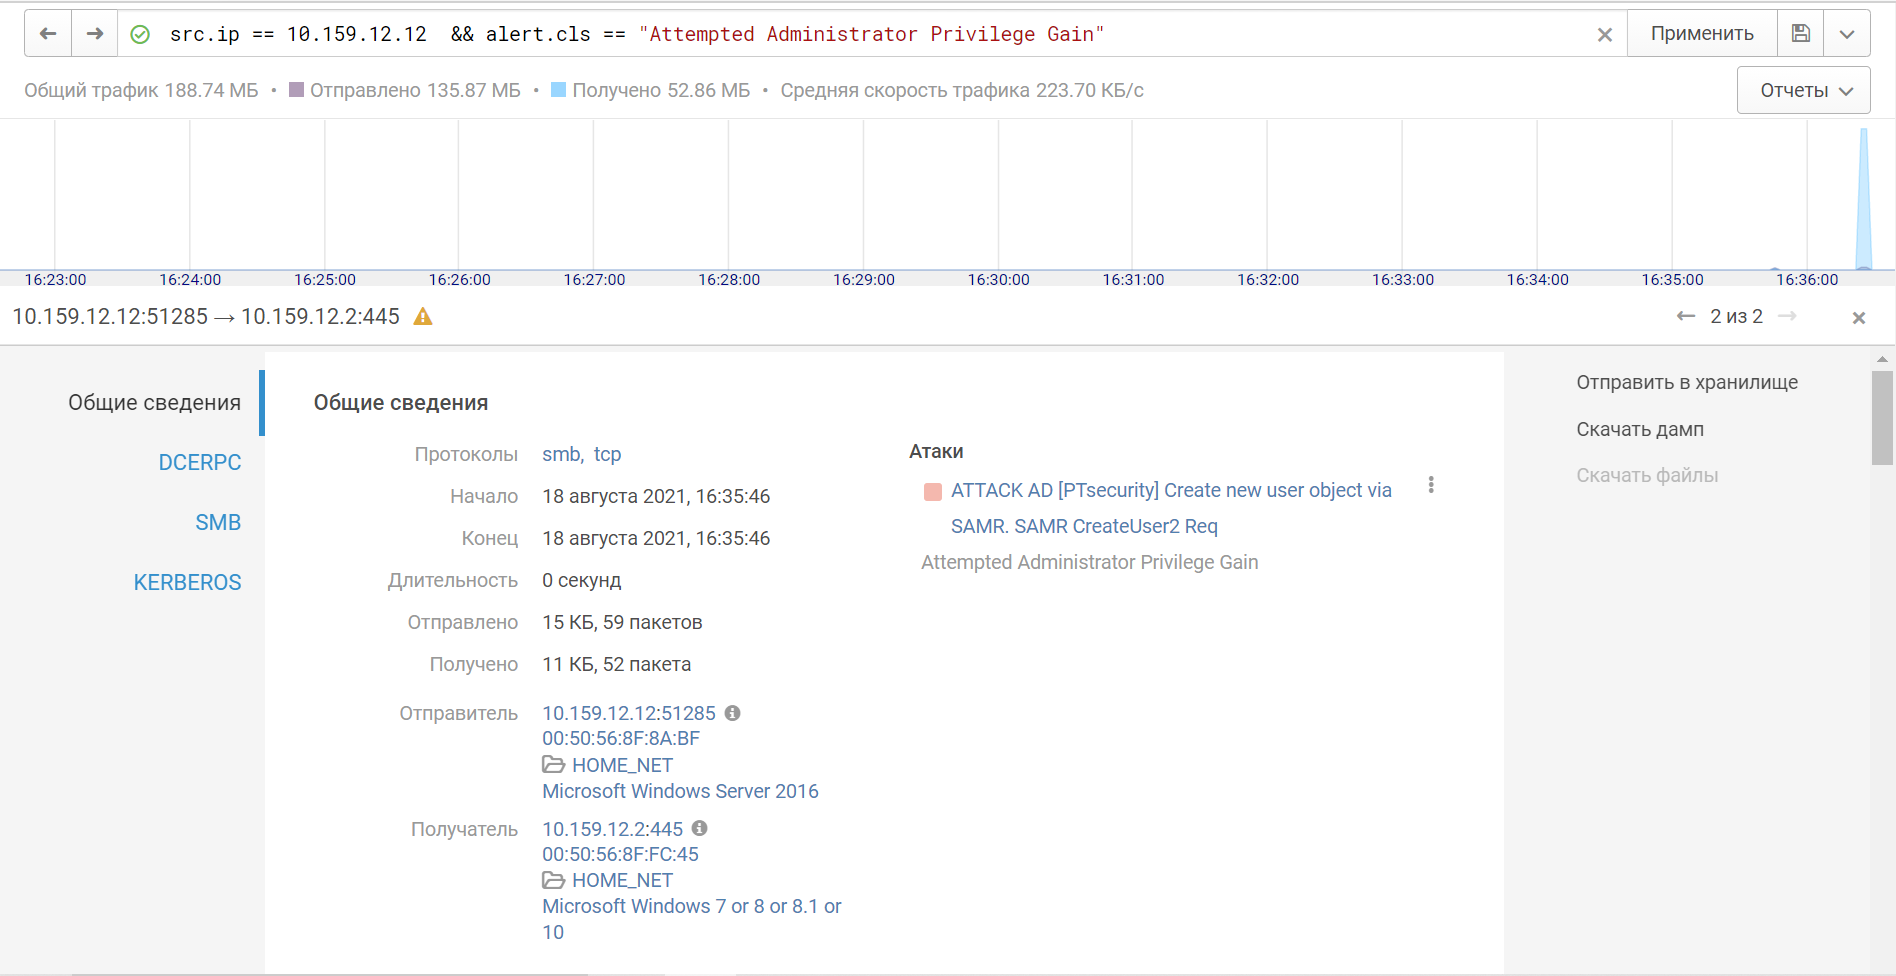 src.ip == 10.159.12.12 && alert.cls == "Attempted Administrator Privilege Gain"
Применить
Общий трафик 188.74 МБ • Отправлено 135.87 МБ • Получено 52.86 МБ • Средняя скорость трафика 223.70 КБ/с
Отчеты
16:23:00 16:24:00 16:25:00 16:26:00 16:27:00 16:28:00 16:29:00 16:30:00 16:31:00 16:32:00 16:33:00 16:34:00 16:35:00 16:36:00
10.159.12.12:51285 → 10.159.12.2:445
2 из 2
Общие сведения
DCERPC
SMB
KERBEROS
Общие сведения
Протоколы smb, tcp
Начало 18 августа 2021, 16:35:46
Конец 18 августа 2021, 16:35:46
Длительность 0 секунд
Отправлено 15 КБ, 59 пакетов
Получено 11 КБ, 52 пакета
Отправитель 10.159.12.12:51285
00:50:56:8F:8A:BF
HOME_NET
Microsoft Windows Server 2016
Получатель 10.159.12.2:445
00:50:56:8F:FC:45
HOME_NET
Microsoft Windows 7 or 8 or 8.1 or
10
Атаки
ATTACK AD [PTsecurity] Create new user object via
SAMR. SAMR CreateUser2 Req
Attempted Administrator Privilege Gain
Отправить в хранилище
Скачать дамп
Скачать файлы